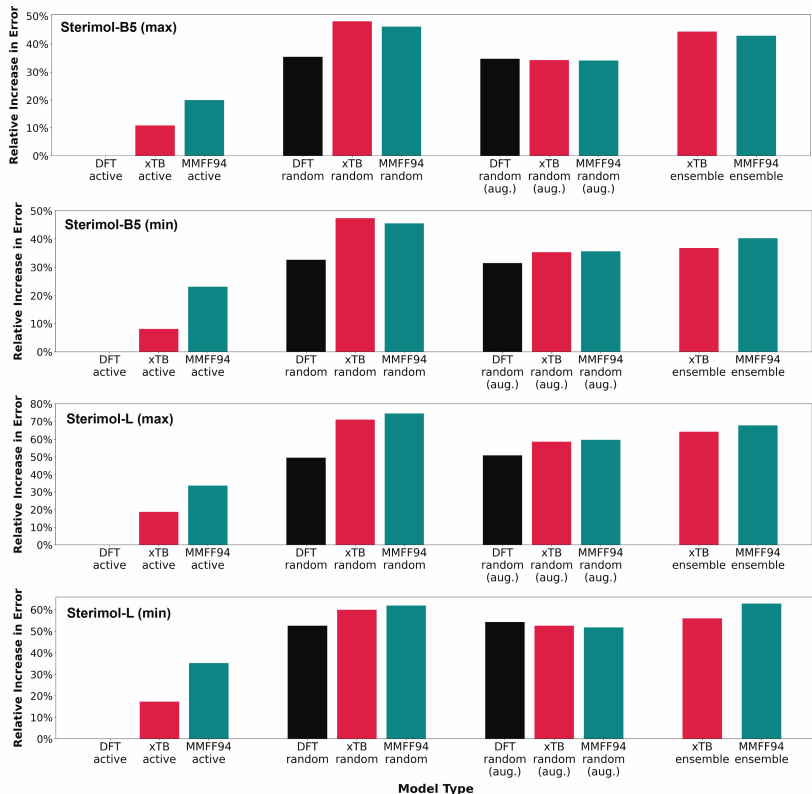 Relative Increase in Error
Sterimol-B5 (max)
50%
40%
30%
20%
10%
0%
DFT xTB MMFF94 DFT xTB MMFF94 DFT xTB MMFF94 xTB MMFF94
active active active random random random random random random ensemble ensemble
(aug.) (aug.) (aug.)
Relative Increase in Error
Sterimol-B5 (min)
50%
40%
30%
20%
10%
0%
DFT xTB MMFF94 DFT xTB MMFF94 DFT xTB MMFF94 xTB MMFF94
active active active random random random random random random ensemble ensemble
(aug.) (aug.) (aug.)
Relative Increase in Error
Sterimol-L (max)
80%
70%
60%
50%
40%
30%
20%
10%
0%
DFT xTB MMFF94 DFT xTB MMFF94 DFT xTB MMFF94 xTB MMFF94
active active active random random random random random random ensemble ensemble
(aug.) (aug.) (aug.)
Relative Increase in Error
Sterimol-L (min)
60%
50%
40%
30%
20%
10%
0%
DFT xTB MMFF94 DFT xTB MMFF94 DFT xTB MMFF94 xTB MMFF94
active active active random random random random random random ensemble ensemble
(aug.) (aug.) (aug.)
Model Type